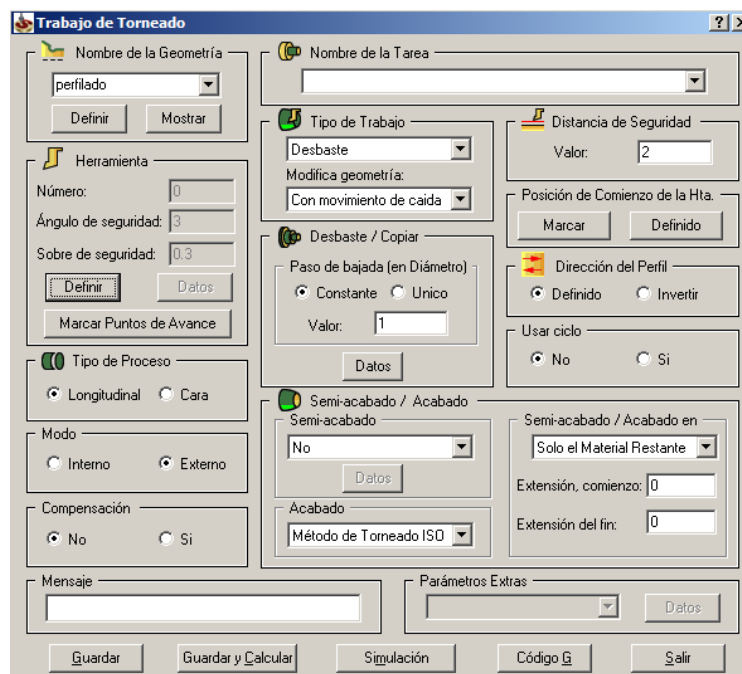 Trabajo de Torneado
Nombre de la Geometría
perfilado
Definir Mostrar
Herramienta
Número: 0
Ángulo de seguridad: 3
Sobre de seguridad: 0.3
Definir Datos
Marcar Puntos de Avance
Tipo de Proceso
Longitudinal Cara
Modo
Interno Externo
Compensación
No Si
Nombre de la Tarea
Tipo de Trabajo
Desbaste
Modifica geometría:
Con movimiento de caida
Desbaste / Copiar
Paso de bajada (en Diámetro)
Constante Unico
Valor: 1
Datos
Distancia de Seguridad
Valor: 2
Posición de Comienzo de la Hta.
Marcar Definido
Dirección del Perfil
Definido Invertir
Usar ciclo
No Si
Semi-acabado / Acabado
Semi-acabado
No
Datos
Acabado
Método de Torneado ISO
Semi-acabado / Acabado en
Solo el Material Restante
Extensión, comienzo: 0
Extensión del fin: 0
Mensaje
Parámetros Extras
Datos
Guardar Guardar y Calcular Simulación Código G Salir